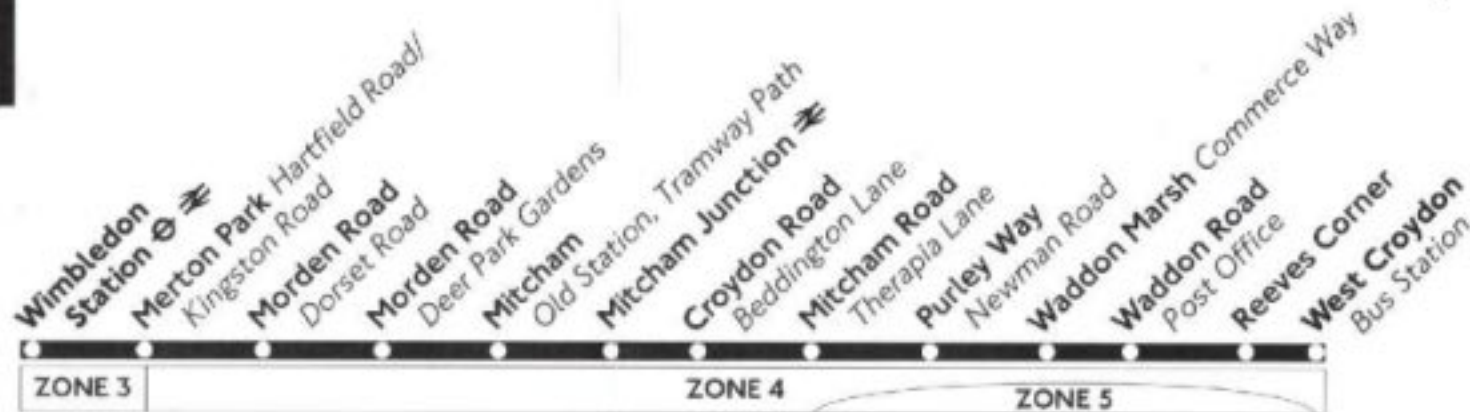 Wimbledon
Station
Merton Park Hartfield Road/
Kingston Road
Morden Road
Dorset Road
Morden Road
Deer Park Gardens
Mitcham
Old Station, Tramway Path
Mitcham Junction
Croydon Road
Beddington Lane
Mitcham Road
Therapia Lane
Purley Way
Newman Road
Waddon Marsh Commerce Way
Waddon Road
Post Office
Reeves Corner
West Croydon
Bus Station
ZONE 3
ZONE 4
ZONE 5